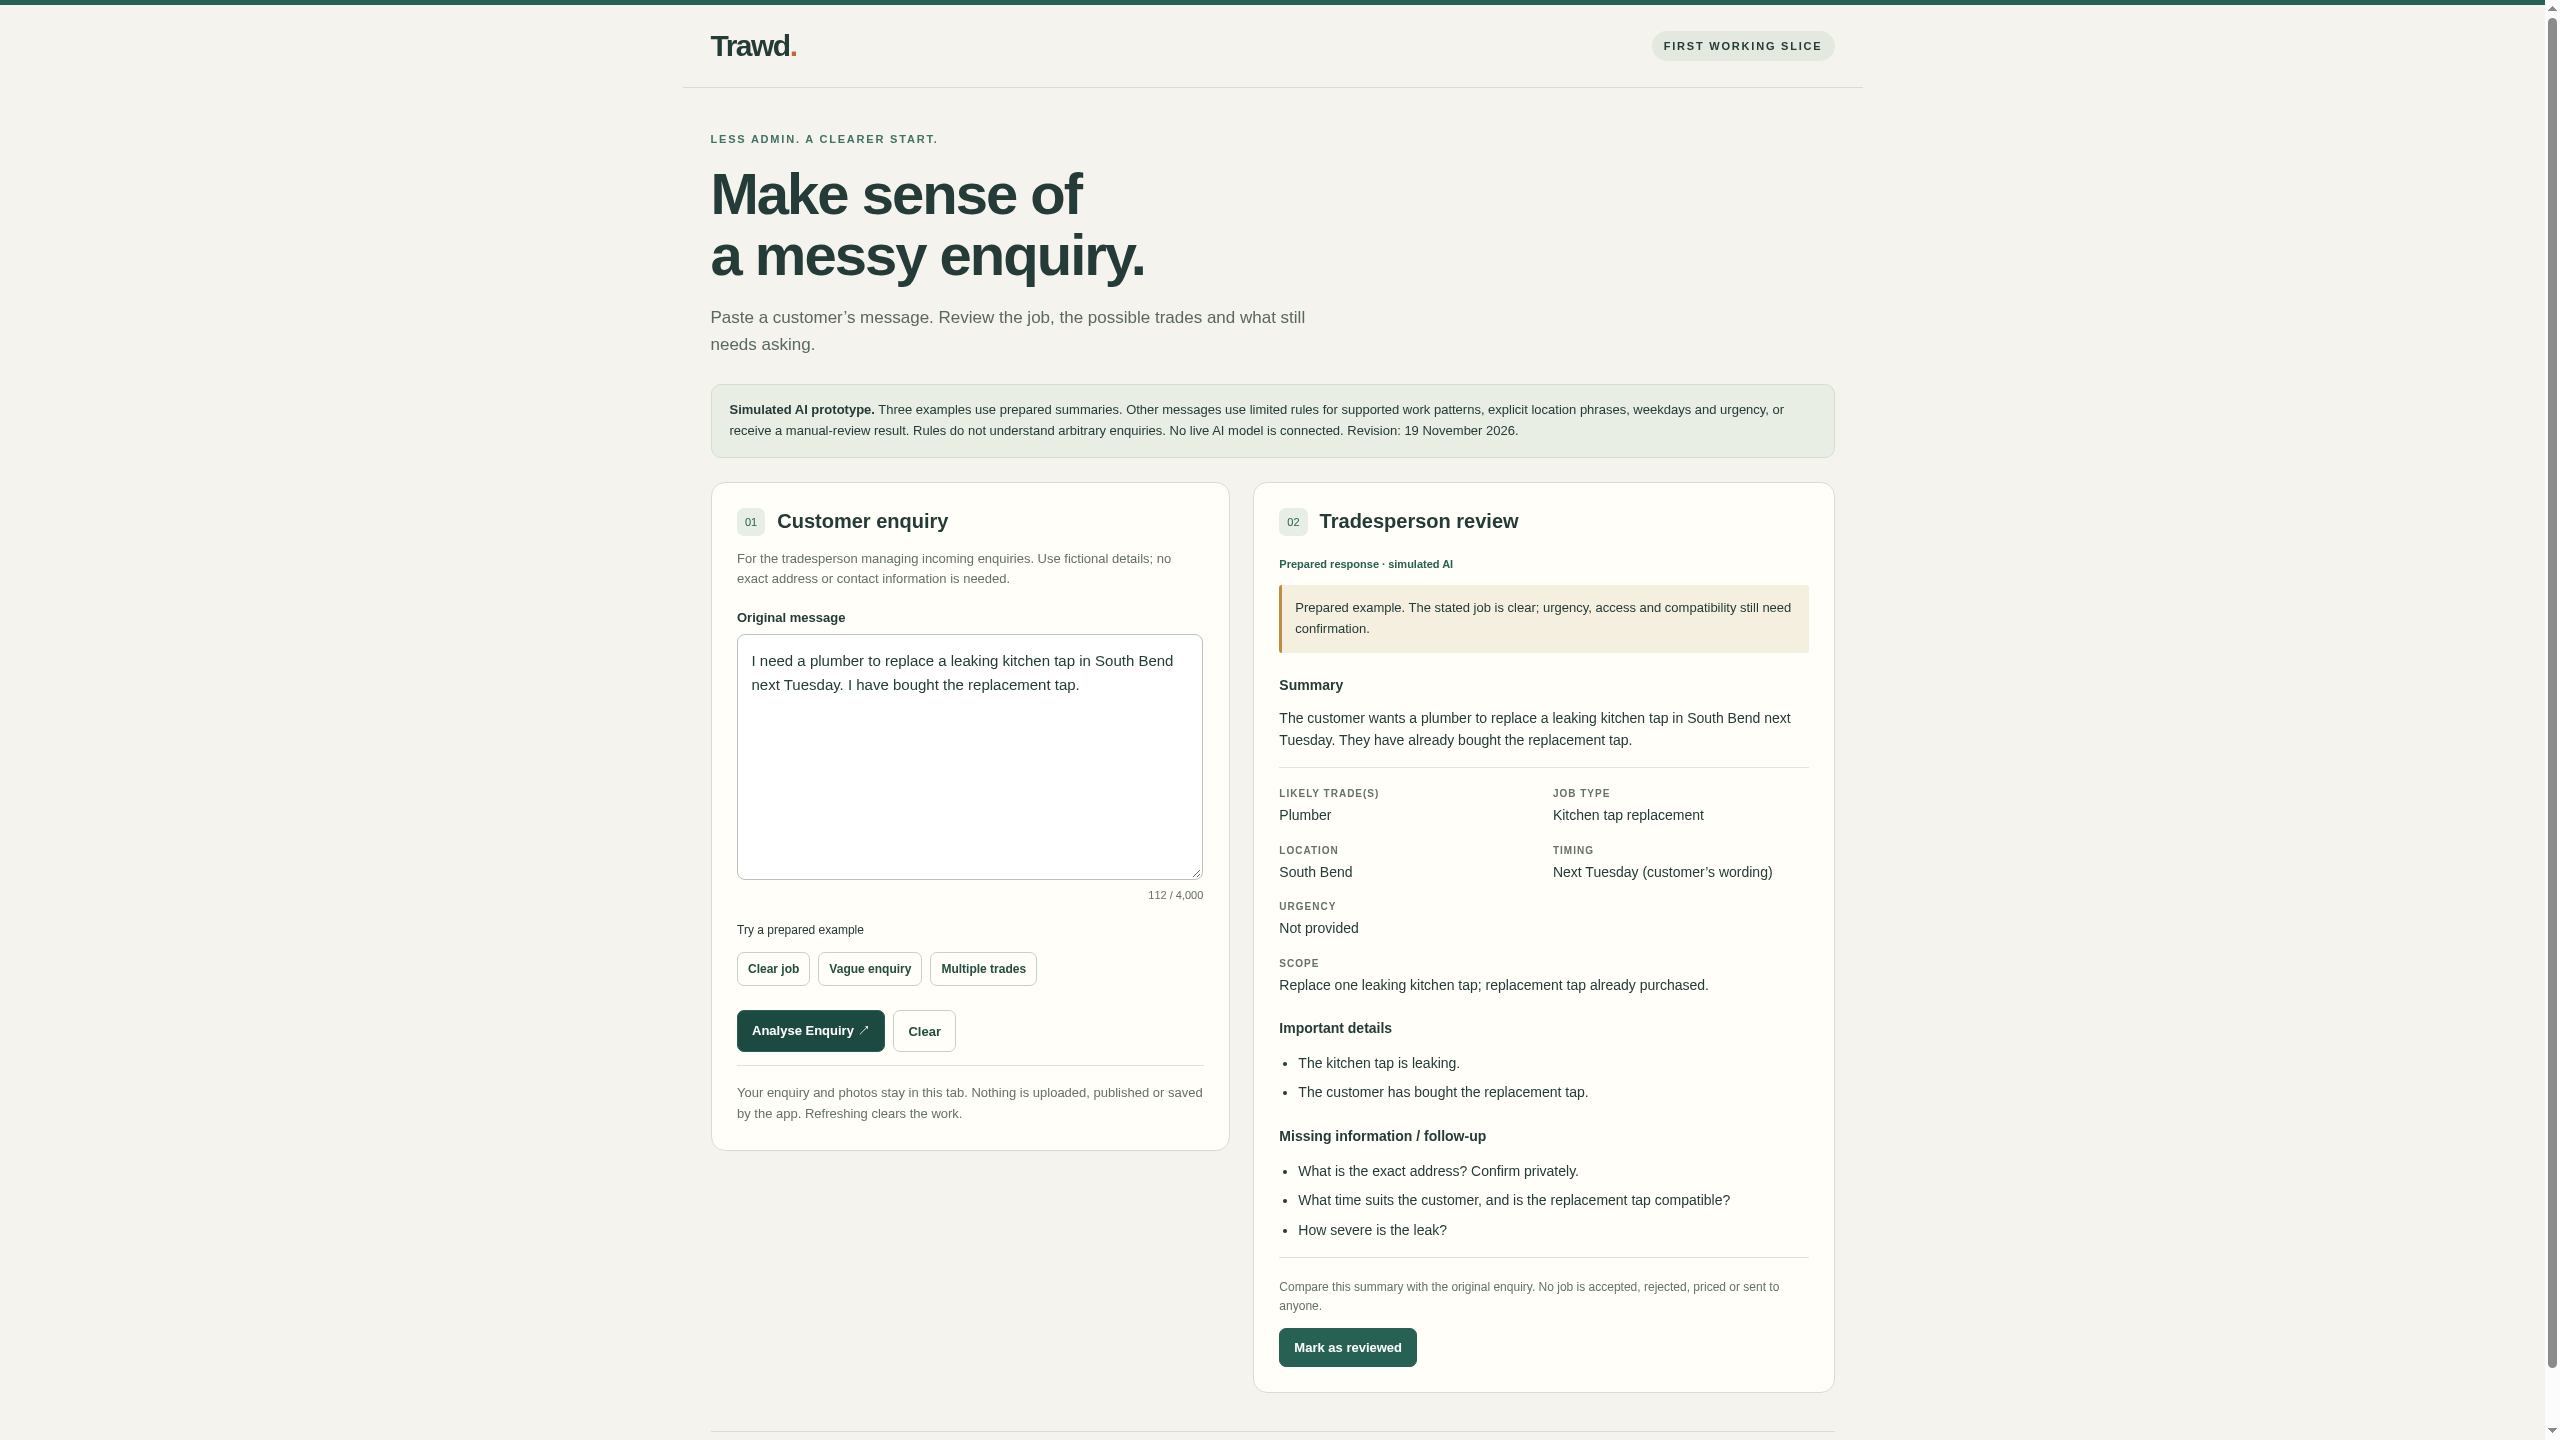 Trawd.
FIRST WORKING SLICE
LESS ADMIN. A CLEARER START.
Make sense of
a messy enquiry.
Paste a customer’s message. Review the job, the possible trades and what still
needs asking.
Simulated AI prototype. Three examples use prepared summaries. Other messages use limited rules for supported work patterns, explicit location phrases, weekdays and urgency, or
receive a manual-review result. Rules do not understand arbitrary enquiries. No live AI model is connected. Revision: 19 November 2026.
01 Customer enquiry
For the tradesperson managing incoming enquiries. Use fictional details; no
exact address or contact information is needed.
Original message
I need a plumber to replace a leaking kitchen tap in South Bend
next Tuesday. I have bought the replacement tap.
112 / 4,000
Try a prepared example
Clear job Vague enquiry Multiple trades
Analyse Enquiry ↗ Clear
Your enquiry and photos stay in this tab. Nothing is uploaded, published or saved
by the app. Refreshing clears the work.
02 Tradesperson review
Prepared response · simulated AI
Prepared example. The stated job is clear; urgency, access and compatibility still need
confirmation.
Summary
The customer wants a plumber to replace a leaking kitchen tap in South Bend next
Tuesday. They have already bought the replacement tap.
LIKELY TRADE(S) JOB TYPE
Plumber Kitchen tap replacement
LOCATION TIMING
South Bend Next Tuesday (customer’s wording)
URGENCY
Not provided
SCOPE
Replace one leaking kitchen tap; replacement tap already purchased.
Important details
• The kitchen tap is leaking.
• The customer has bought the replacement tap.
Missing information / follow-up
• What is the exact address? Confirm privately.
• What time suits the customer, and is the replacement tap compatible?
• How severe is the leak?
Compare this summary with the original enquiry. No job is accepted, rejected, priced or sent to
anyone.
Mark as reviewed